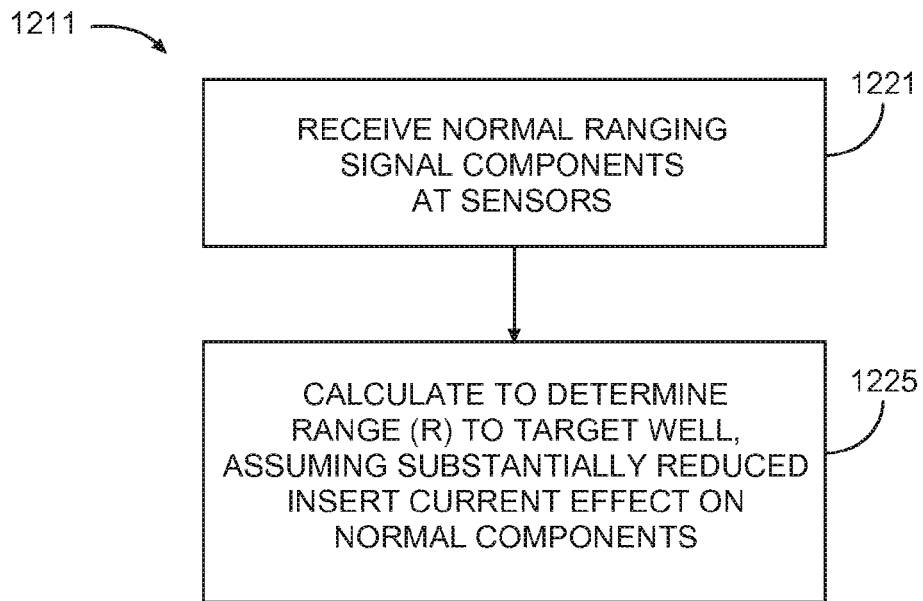 1211
1221
RECEIVE NORMAL RANGING
SIGNAL COMPONENTS
AT SENSORS
1225
CALCULATE TO DETERMINE
RANGE (R) TO TARGET WELL,
ASSUMING SUBSTANTIALLY REDUCED
INSERT CURRENT EFFECT ON
NORMAL COMPONENTS